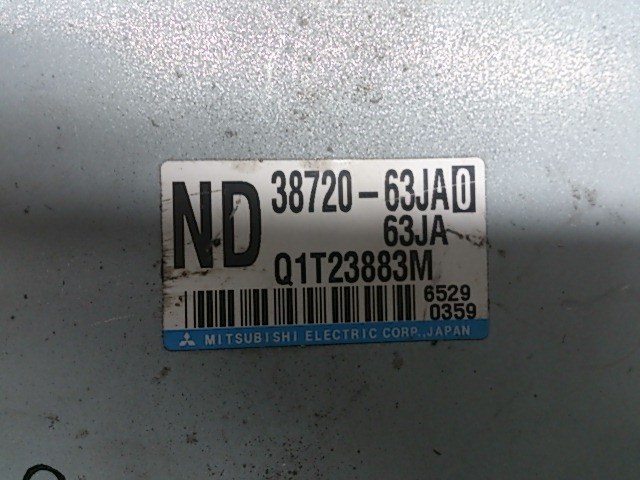 ND 38720-63JA0
63JA
Q1T23883M
6529
0359
MITSUBISHI ELECTRIC CORP., JAPAN